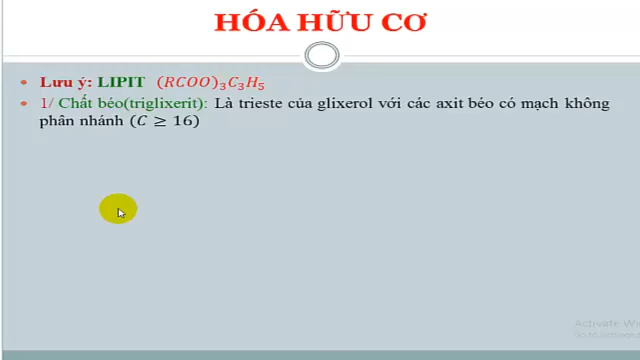 HÓA HỮU CƠ
Lưu ý: LIPIT (RCOO)₃C₃H₅
1/ Chất béo(triglixerit): Là trieste của glixerol với các axit béo có mạch không
phân nhánh (C ≥ 16)
Activate